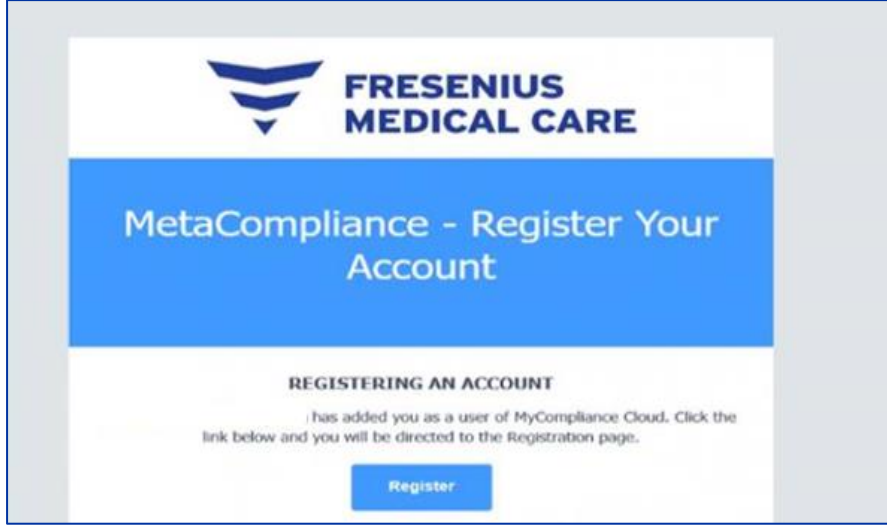 FRESENIUS
MEDICAL CARE
MetaCompliance - Register Your
Account
REGISTERING AN ACCOUNT
has added you as a user of MyCompliance Cloud. Click the
link below and you will be directed to the Registration page.
Register